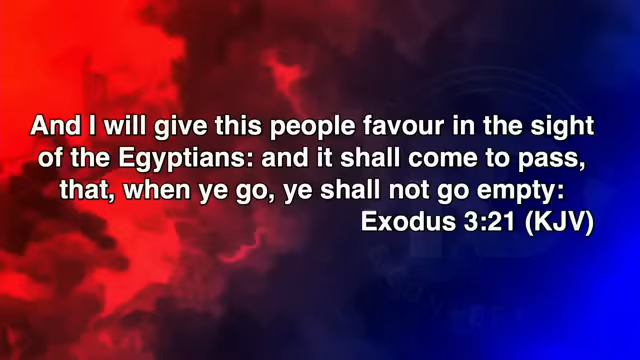 And I will give this people favour in the sight
of the Egyptians: and it shall come to pass,
that, when ye go, ye shall not go empty:
Exodus 3:21 (KJV)